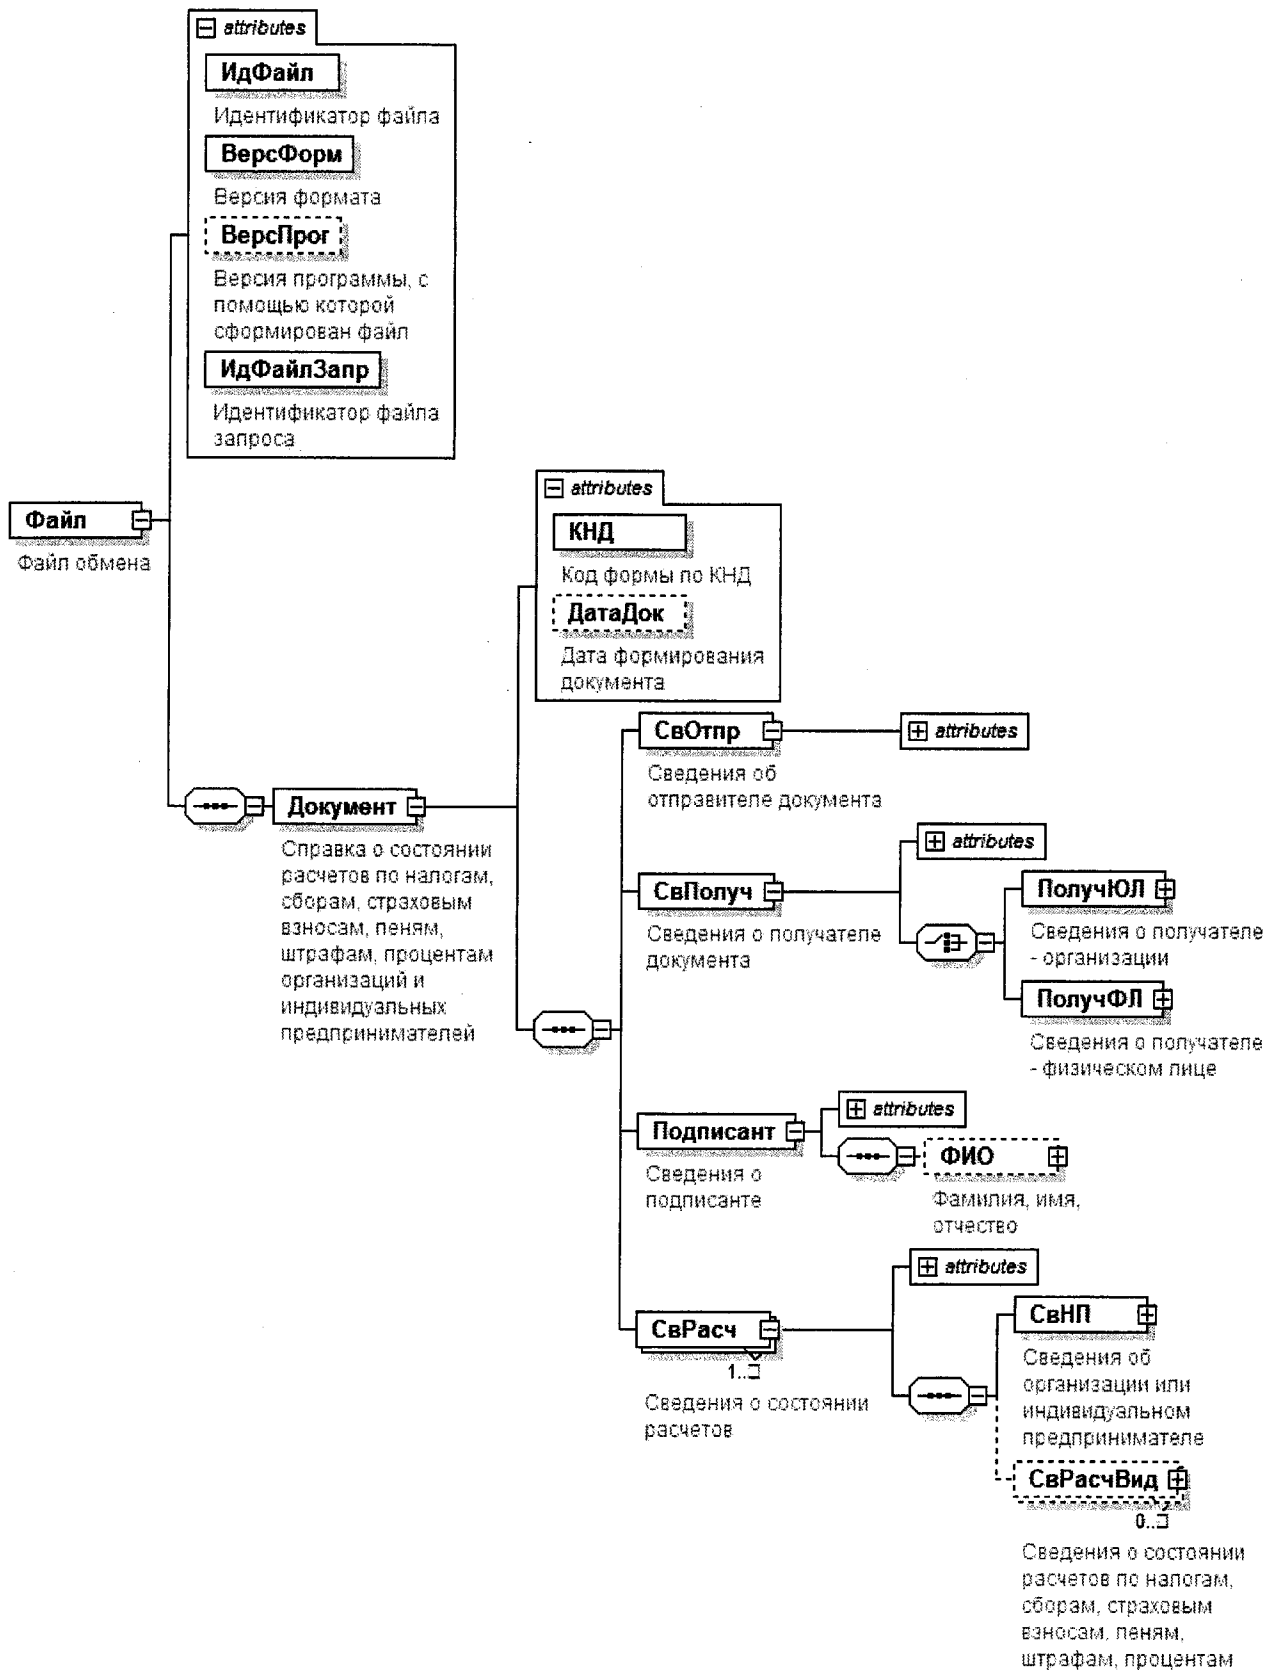 attributes
ИдФайл
Идентификатор файла
ВерсФорм
Версия формата
ВерсПрог
Версия программы, с
помощью которой
сформирован файл
ИдФайлЗапр
Идентификатор файла
запроса
Файл
Файл обмена
attributes
КНД
Код формы по КНД
ДатаДок
Дата формирования
документа
Документ
Справка о состоянии
расчетов по налогам,
сборам, страховым
взносам, пеням,
штрафам, процентам
организаций и
индивидуальных
предпринимателей
СвОтпр
attributes
Сведения об
отправителе документа
СвПолуч
attributes
Сведения о получателе
документа
ПолучЮЛ
Сведения о получателе
- организации
ПолучФЛ
Сведения о получателе
- физическом лице
Подписант
attributes
Сведения о
подписанте
ФИО
Фамилия, имя,
отчество
СвРасч
1..
Сведения о состоянии
расчетов
attributes
СвНП
Сведения об
организации или
индивидуальном
предпринимателе
СвРасчВид
0..
Сведения о состоянии
расчетов по налогам,
сборам, страховым
взносам, пеням,
штрафам, процентам